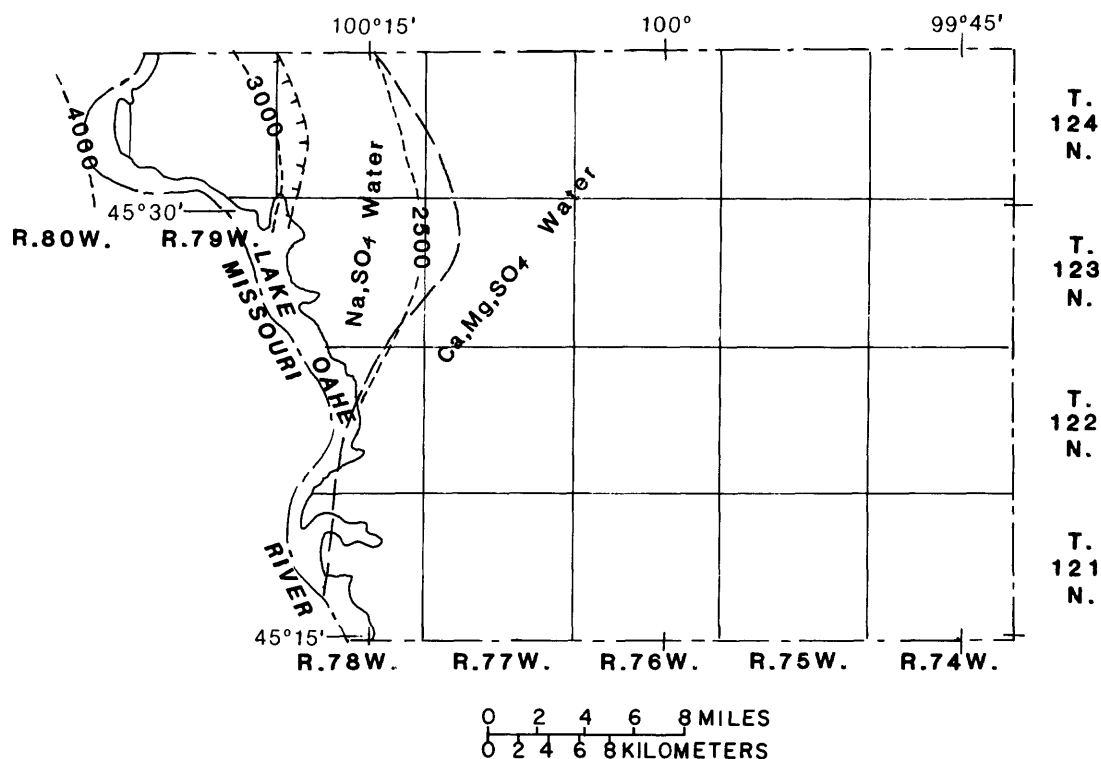 100°15'
100°
99°45'
T.
124
N.
4000
3000
Na,SO4 Water
2500
Ca,Mg,SO4 Water
45°30'
R.80W.
R.79W.
T.
123
N.
LAKE OAHE
MISSOURI RIVER
T.
122
N.
T.
121
N.
45°15'
R.78W.
R.77W.
R.76W.
R.75W.
R.74W.
0 2 4 6 8 MILES
0 2 4 6 8 KILOMETERS